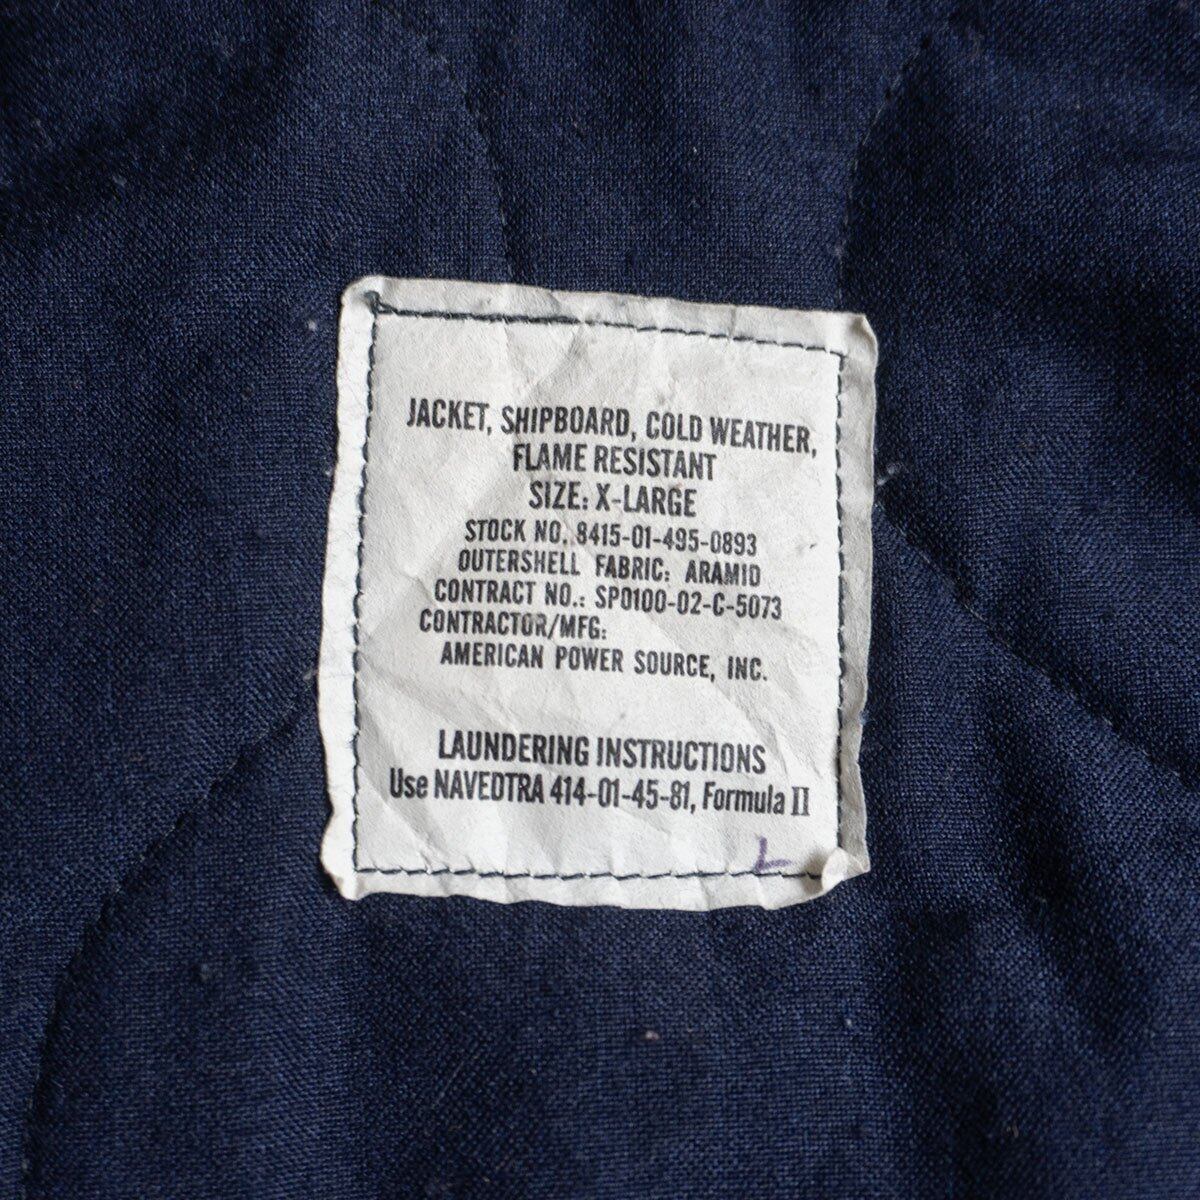 JACKET, SHIPBOARD, COLD WEATHER,
FLAME RESISTANT
SIZE: X-LARGE
STOCK NO. 8415-01-495-0893
OUTERSHELL FABRIC: ARAMID
CONTRACT NO.: SP0100-02-C-5073
CONTRACTOR/MFG:
AMERICAN POWER SOURCE, INC.
LAUNDERING INSTRUCTIONS
Use NAVEDTRA 414-01-45-81, Formula II
L